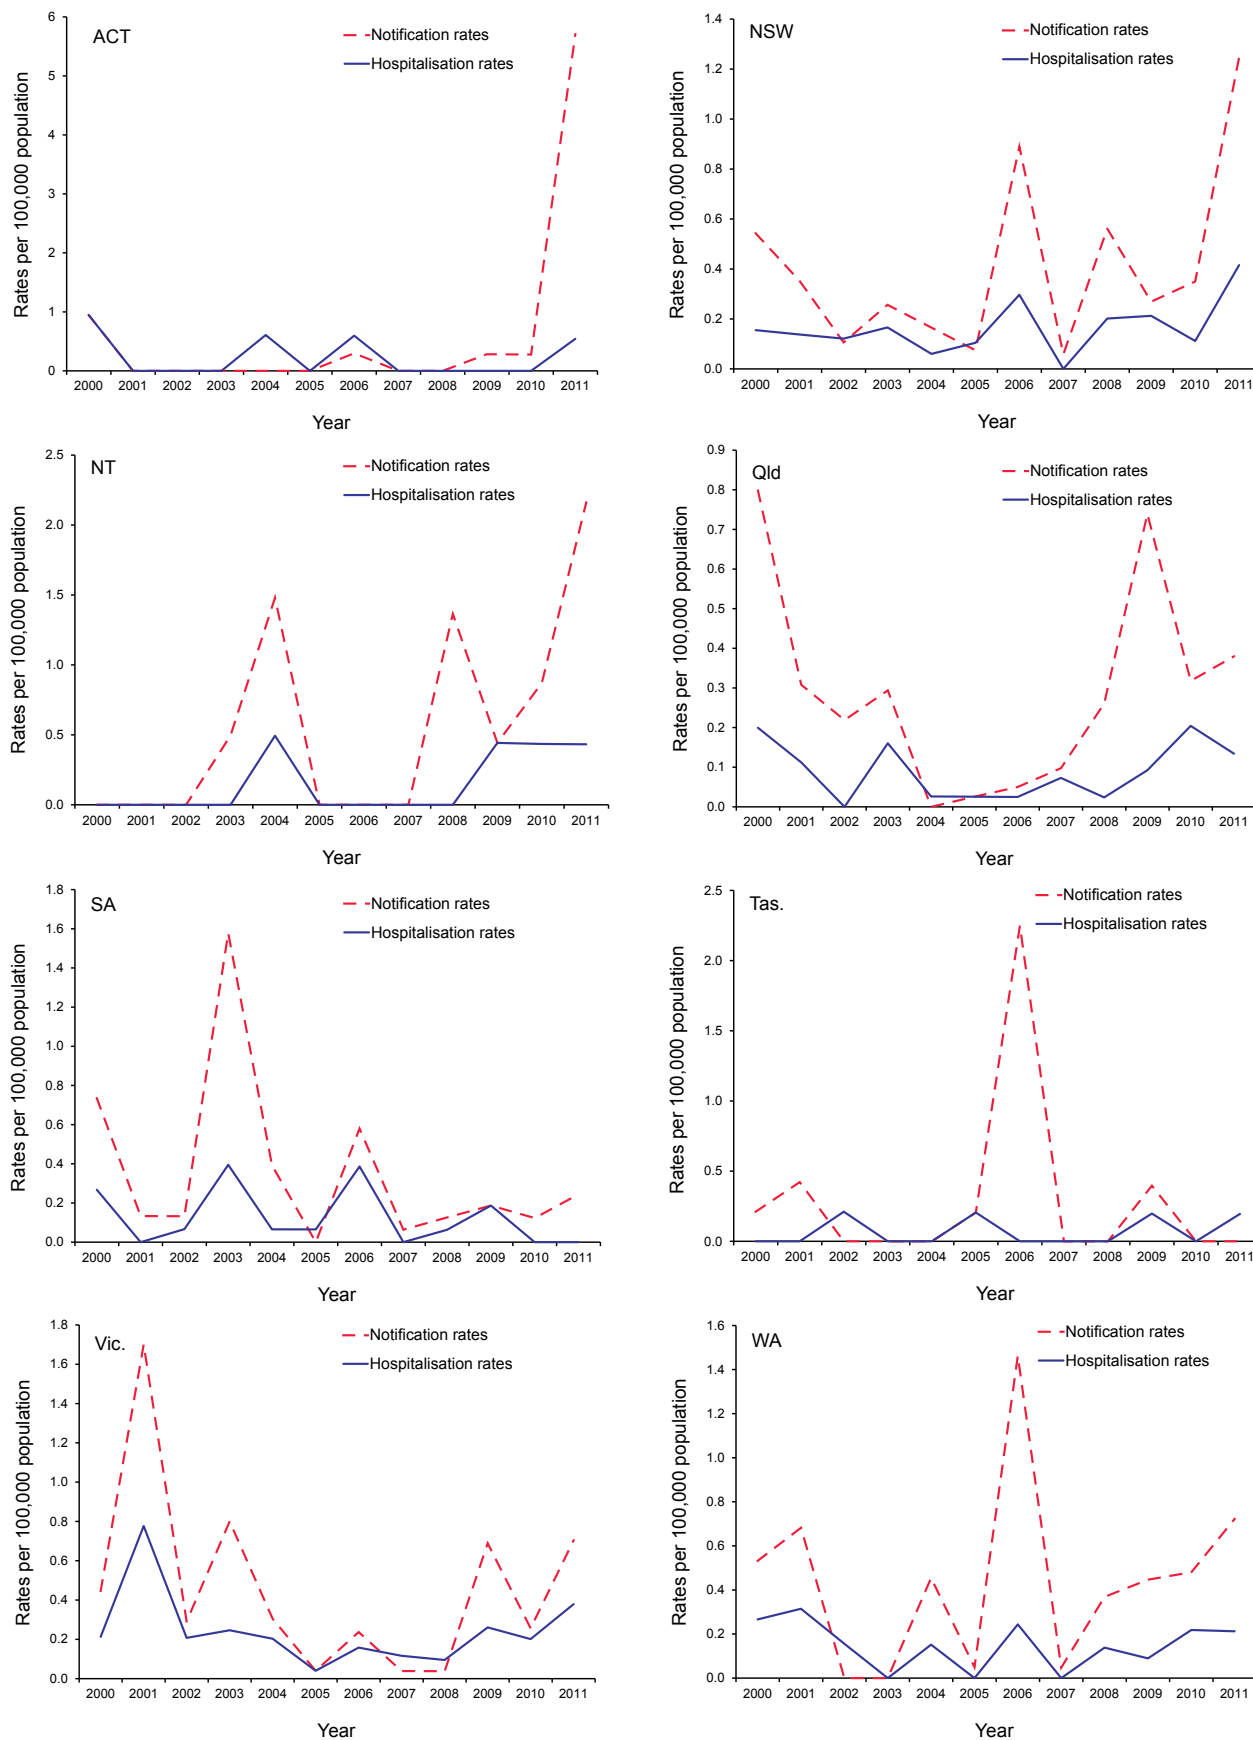 ACT
Notification rates
Hospitalisation rates
Rates per 100,000 population
6
5
4
3
2
1
0
2000 2001 2002 2003 2004 2005 2006 2007 2008 2009 2010 2011
Year
NSW
Notification rates
Hospitalisation rates
Rates per 100,000 population
1.4
1.2
1.0
0.8
0.6
0.4
0.2
0.0
2000 2001 2002 2003 2004 2005 2006 2007 2008 2009 2010 2011
Year
NT
Notification rates
Hospitalisation rates
Rates per 100,000 population
2.5
2.0
1.5
1.0
0.5
0.0
2000 2001 2002 2003 2004 2005 2006 2007 2008 2009 2010 2011
Year
Qld
Notification rates
Hospitalisation rates
Rates per 100,000 population
0.9
0.8
0.7
0.6
0.5
0.4
0.3
0.2
0.1
0.0
2000 2001 2002 2003 2004 2005 2006 2007 2008 2009 2010 2011
Year
SA
Notification rates
Hospitalisation rates
Rates per 100,000 population
1.8
1.6
1.4
1.2
1.0
0.8
0.6
0.4
0.2
0.0
2000 2001 2002 2003 2004 2005 2006 2007 2008 2009 2010 2011
Year
Tas.
Notification rates
Hospitalisation rates
Rates per 100,000 population
2.5
2.0
1.5
1.0
0.5
0.0
2000 2001 2002 2003 2004 2005 2006 2007 2008 2009 2010 2011
Year
Vic.
Notification rates
Hospitalisation rates
Rates per 100,000 population
1.8
1.6
1.4
1.2
1.0
0.8
0.6
0.4
0.2
0.0
2000 2001 2002 2003 2004 2005 2006 2007 2008 2009 2010 2011
Year
WA
Notification rates
Hospitalisation rates
Rates per 100,000 population
1.6
1.4
1.2
1.0
0.8
0.6
0.4
0.2
0.0
2000 2001 2002 2003 2004 2005 2006 2007 2008 2009 2010 2011
Year